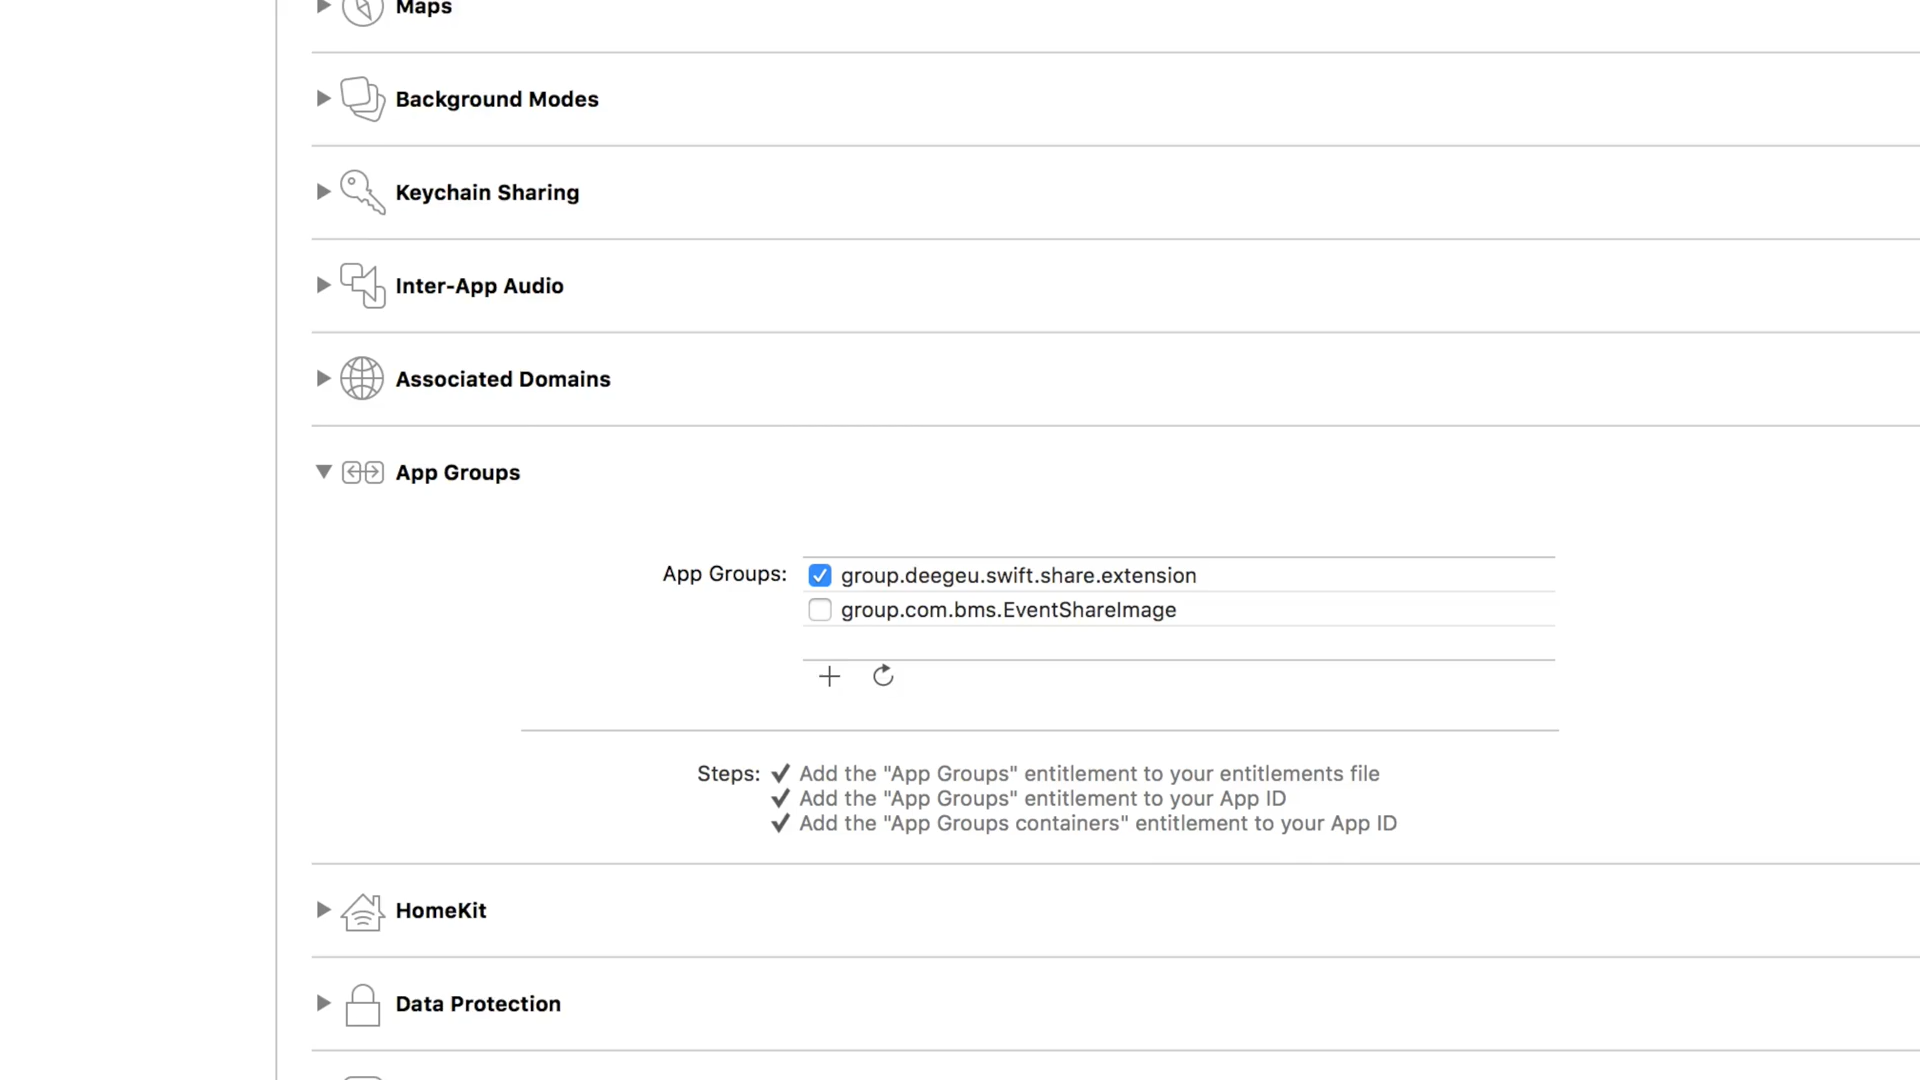 Maps
Background Modes
Keychain Sharing
Inter-App Audio
Associated Domains
App Groups
App Groups: group.deegeu.swift.share.extension
group.com.bms.EventShareImage
Steps: ✔ Add the "App Groups" entitlement to your entitlements file
✔ Add the "App Groups" entitlement to your App ID
✔ Add the "App Groups containers" entitlement to your App ID
HomeKit
Data Protection